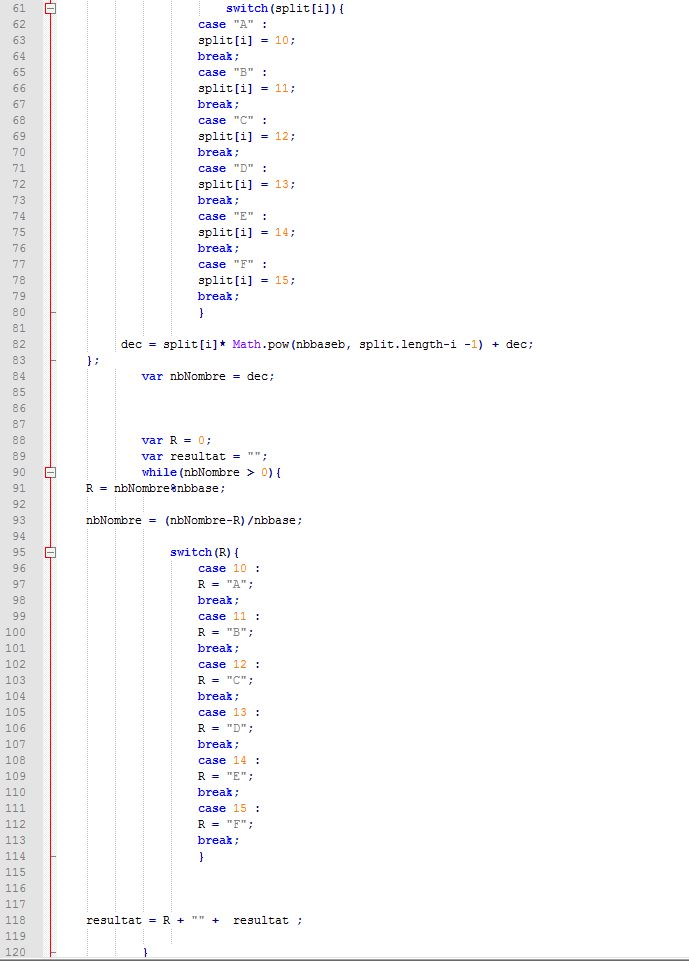 61 switch(split[i]){
62 case "A" :
63 split[i] = 10;
64 break;
65 case "B" :
66 split[i] = 11;
67 break;
68 case "C" :
69 split[i] = 12;
70 break;
71 case "D" :
72 split[i] = 13;
73 break;
74 case "E" :
75 split[i] = 14;
76 break;
77 case "F" :
78 split[i] = 15;
79 break;
80 }
81
82 dec = split[i]* Math.pow(nbbaseb, split.length-i -1) + dec;
83 };
84 var nbNombre = dec;
85
86
87
88 var R = 0;
89 var resultat = "";
90 while(nbNombre > 0){
91 R = nbNombre%nbbase;
92
93 nbNombre = (nbNombre-R)/nbbase;
94
95 switch(R){
96 case 10 :
97 R = "A";
98 break;
99 case 11 :
100 R = "B";
101 break;
102 case 12 :
103 R = "C";
104 break;
105 case 13 :
106 R = "D";
107 break;
108 case 14 :
109 R = "E";
110 break;
111 case 15 :
112 R = "F";
113 break;
114 }
115
116
117
118 resultat = R + "" + resultat ;
119
120 }